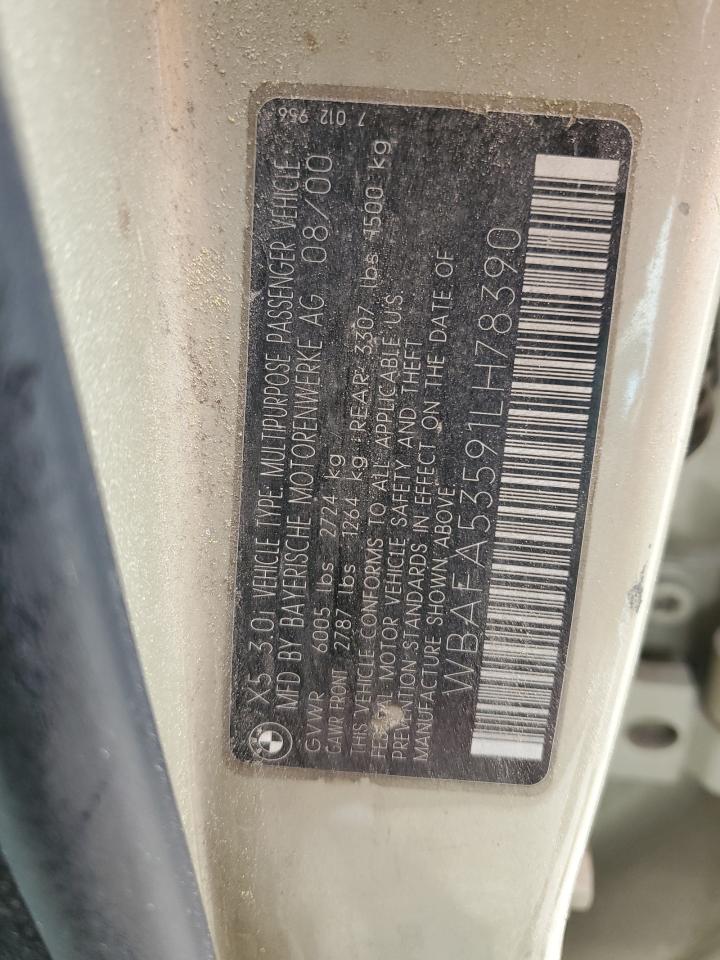 7 012 956
X5 3.0i VEHICLE TYPE: MULTIPURPOSE PASSENGER VEHICLE
MFD BY BAYERISCHE MOTORENWERKE AG 08/00
GVWR 6005 lbs 2724 kg
GAWR FRONT 2787 lbs 1264 kg REAR: 3307 lbs 1500 kg
THIS VEHICLE CONFORMS TO ALL APPLICABLE U.S.
MOTOR VEHICLE SAFETY AND THEFT
PREVENTION STANDARDS IN EFFECT ON THE DATE OF
MANUFACTURE SHOWN ABOVE
WBAFA53591LH78390